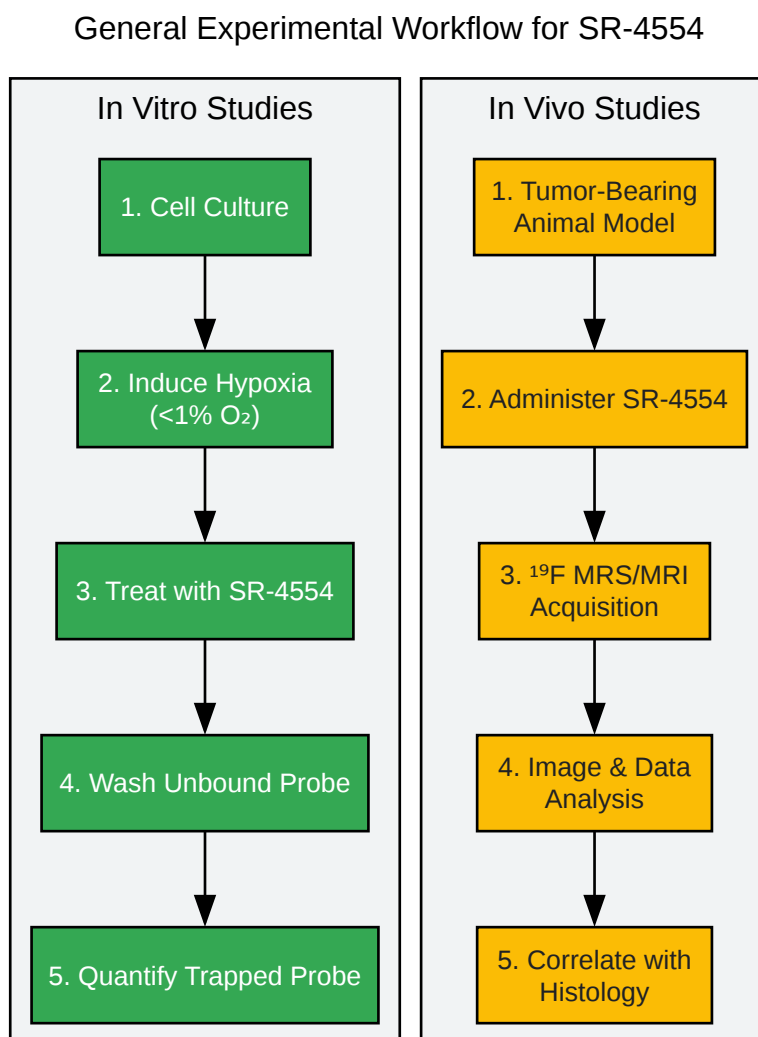 General Experimental Workflow for SR-4554
In Vitro Studies
1. Cell Culture
2. Induce Hypoxia
(<1% O₂)
3. Treat with SR-4554
4. Wash Unbound Probe
5. Quantify Trapped Probe
In Vivo Studies
1. Tumor-Bearing
Animal Model
2. Administer SR-4554
3. ¹⁹F MRS/MRI
Acquisition
4. Image & Data
Analysis
5. Correlate with
Histology